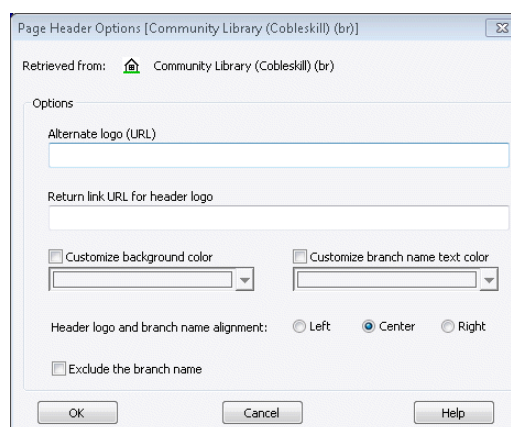 Page Header Options [Community Library (Cobleskill) (br)]
Retrieved from: Community Library (Cobleskill) (br)
Options
Alternate logo (URL)
Return link URL for header logo
Customize background color Customize branch name text color
Header logo and branch name alignment: Left Center Right
Exclude the branch name
OK Cancel Help